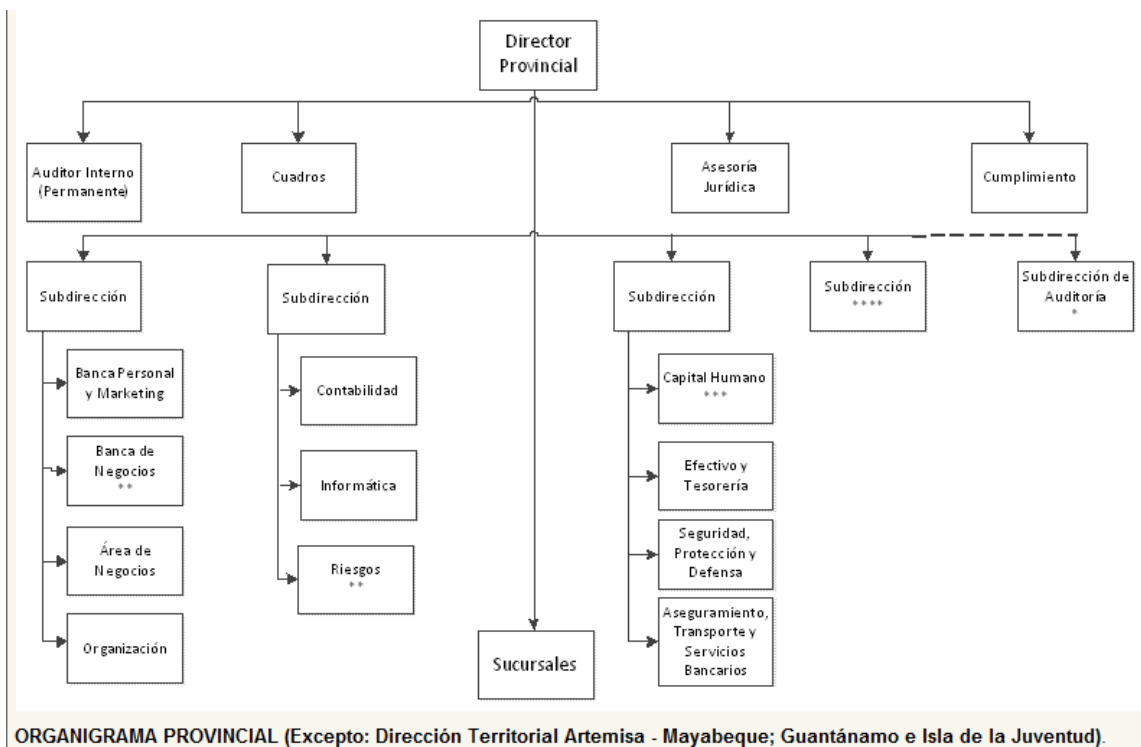 Director
Provincial
Auditor Interno
(Permanente)
Cuadros
Asesoría
Jurídica
Cumplimiento
Subdirección
Subdirección
Subdirección
Subdirección
****
Subdirección de
Auditoría
*
Banca Personal
y Marketing
Banca de
Negocios
**
Área de
Negocios
Organización
Contabilidad
Informática
Riesgos
**
Capital Humano
***
Efectivo y
Tesorería
Seguridad,
Protección y
Defensa
Aseguramiento,
Transporte y
Servicios
Bancarios
Sucursales
ORGANIGRAMA PROVINCIAL (Excepto: Dirección Territorial Artemisa - Mayabeque; Guantánamo e Isla de la Juventud).